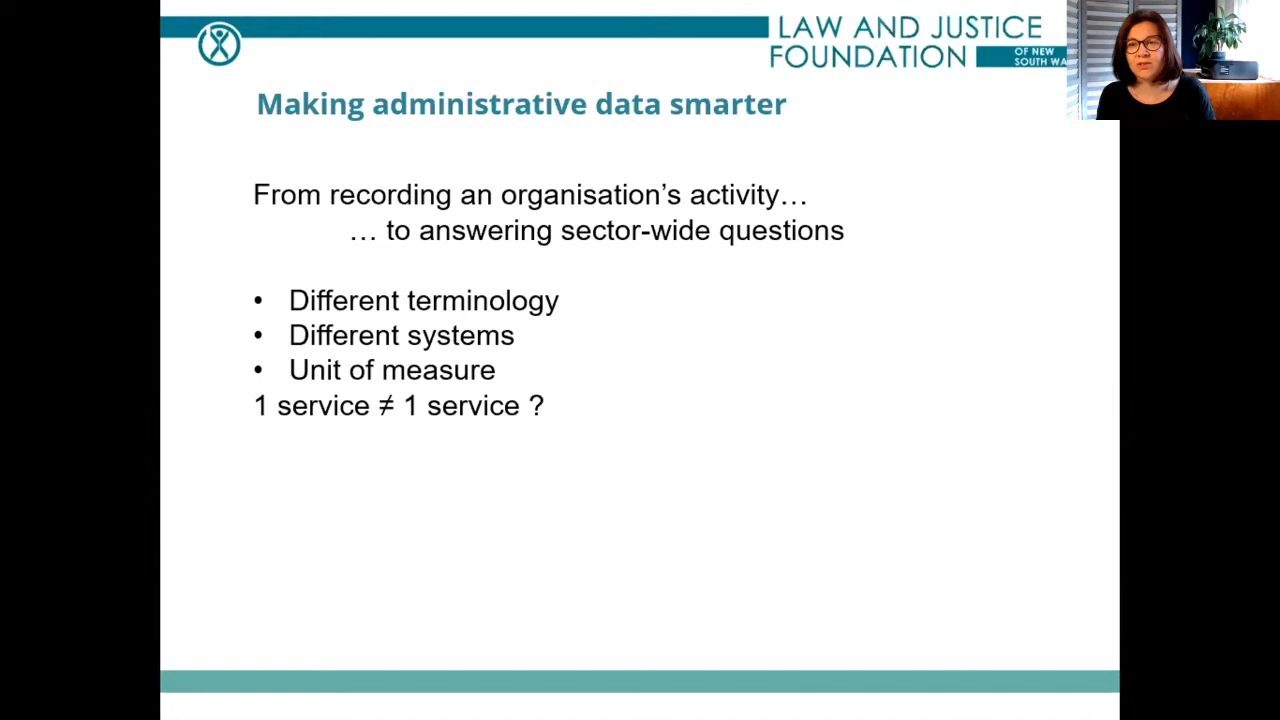 LAW AND JUSTICE
FOUNDATION
OF NEW
SOUTH WA
Making administrative data smarter
From recording an organisation’s activity…
… to answering sector-wide questions
• Different terminology
• Different systems
• Unit of measure
1 service ≠ 1 service ?